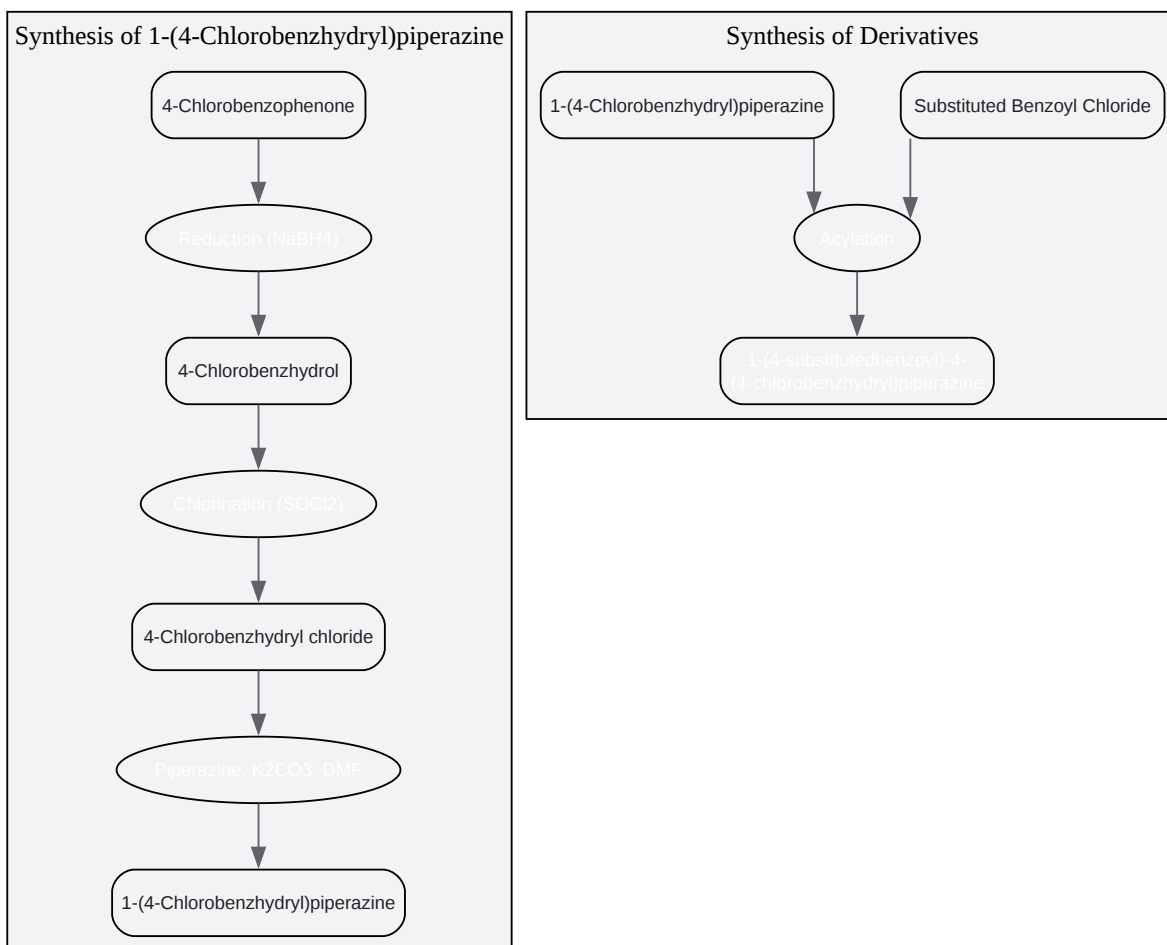 Synthesis of 1-(4-Chlorobenzhydryl)piperazine
4-Chlorobenzophenone
Reduction (NaBH4)
4-Chlorobenzhydrol
Chlorination (SOCl2)
4-Chlorobenzhydryl chloride
Piperazine, K2CO3, DMF
1-(4-Chlorobenzhydryl)piperazine
Synthesis of Derivatives
1-(4-Chlorobenzhydryl)piperazine
Substituted Benzoyl Chloride
Acylation
1-(4-substitutedbenzoyl)-4-
(4-chlorobenzhydryl)piperazine